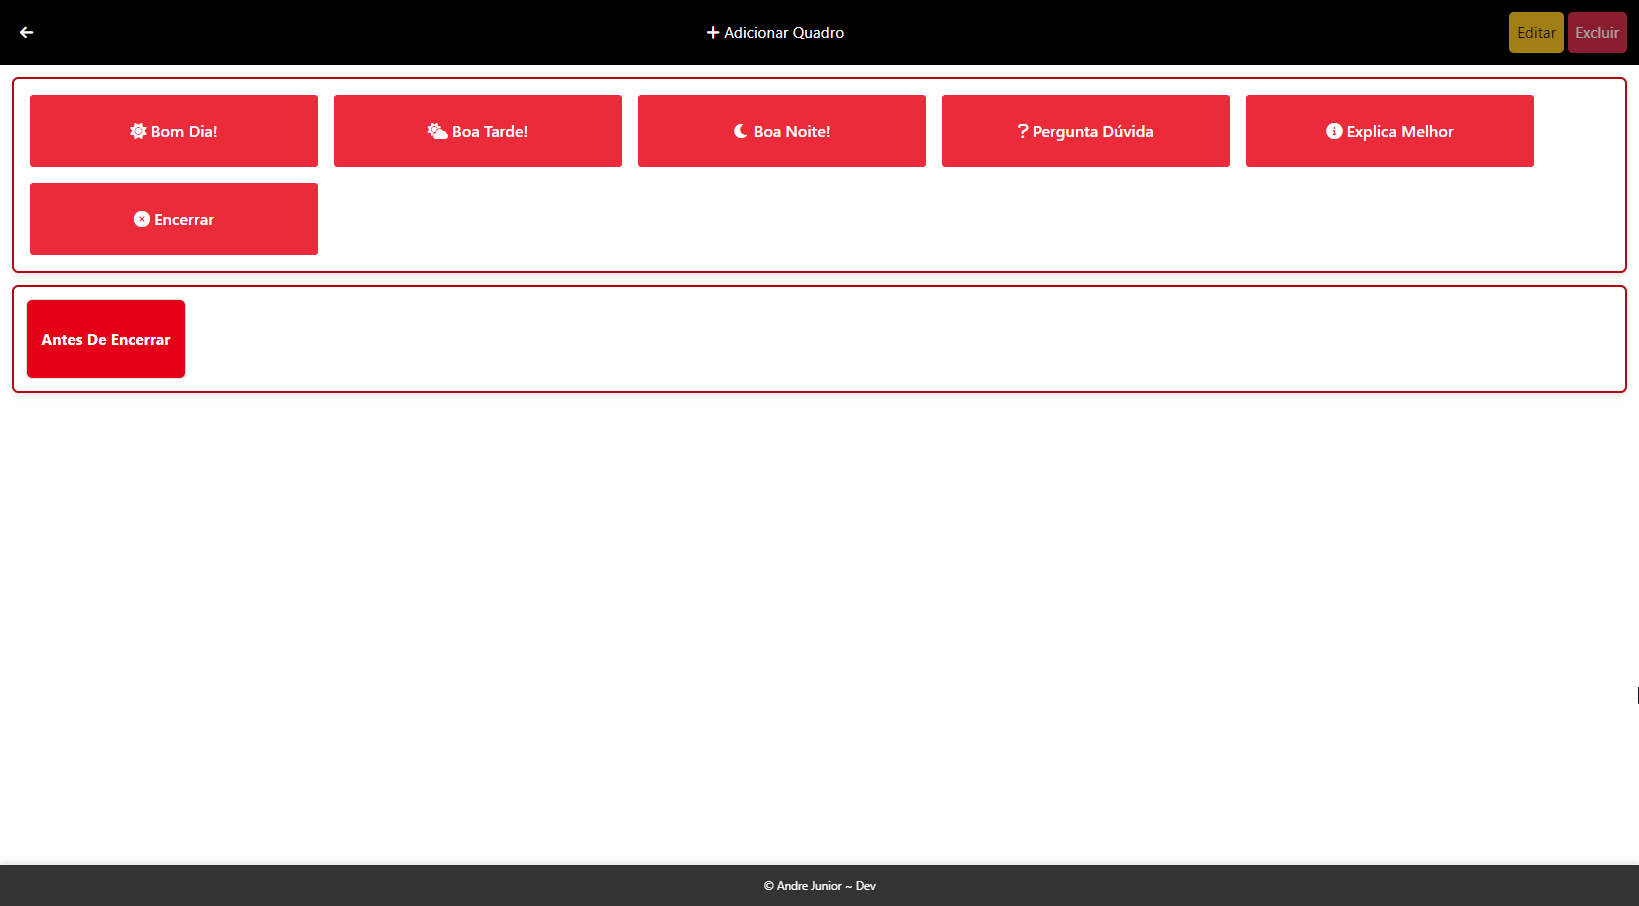 Adicionar Quadro
Editar
Excluir
Bom Dia!
Boa Tarde!
Boa Noite!
? Pergunta Dúvida
Explica Melhor
Encerrar
Antes De Encerrar
© Andre Junior ~ Dev